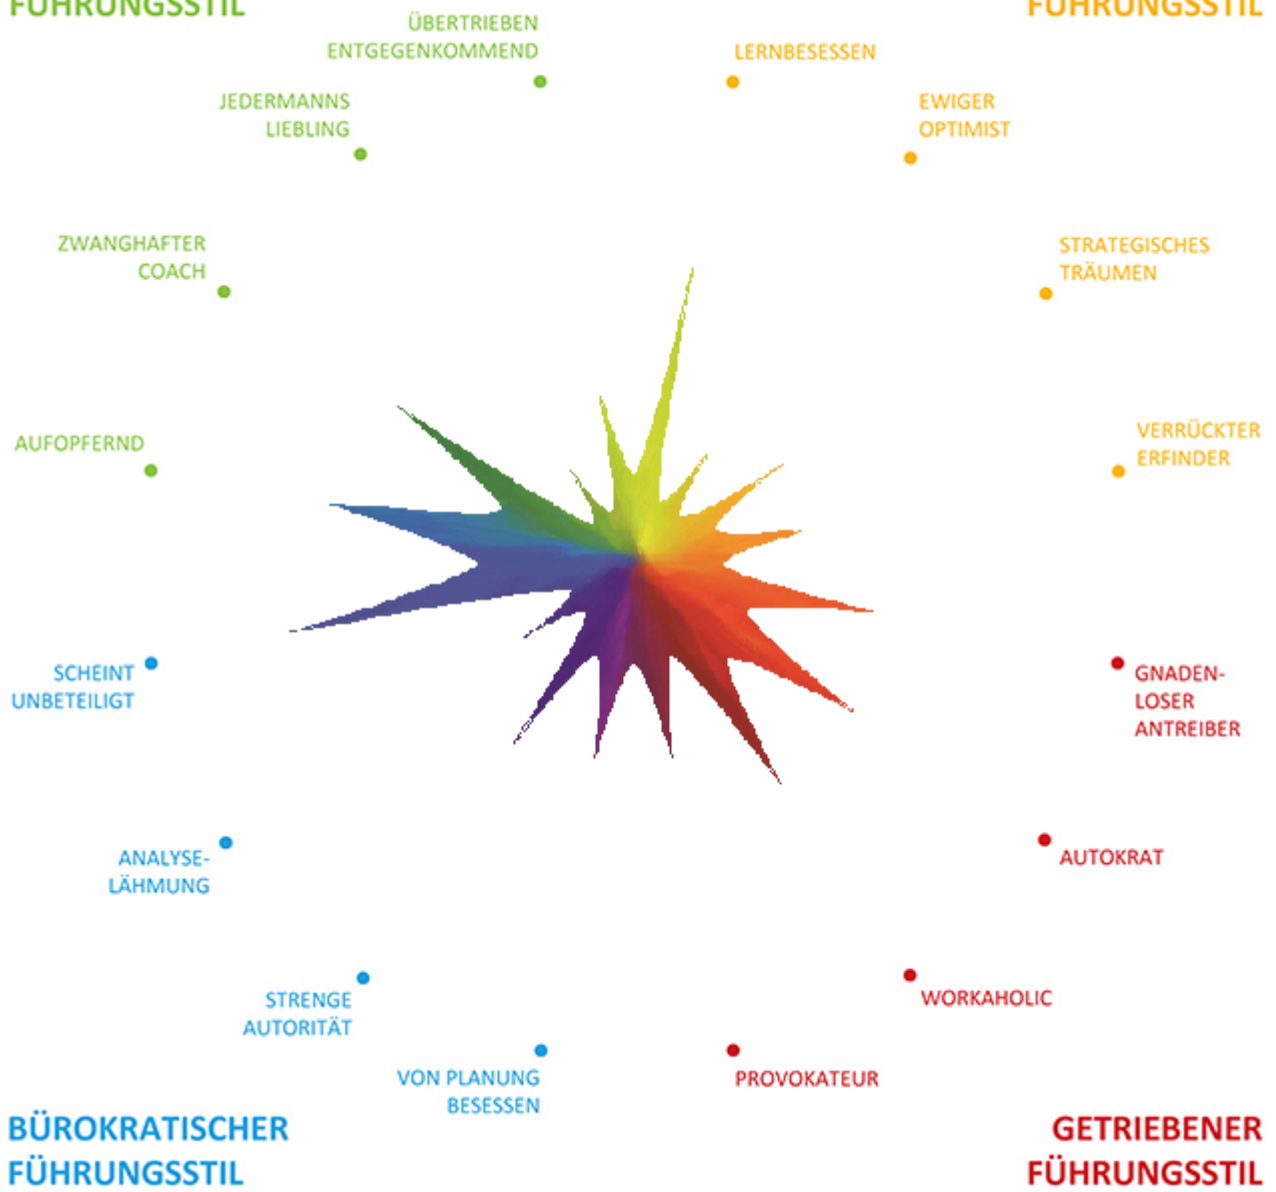 FÜHRUNGSSTIL
FÜHRUNGSSTIL
ÜBERTRIEBEN
ENTGEGENKOMMEND
LERNBESESSEN
JEDERMANNS
LIEBLING
EWIGER
OPTIMIST
ZWANGHAFTER
COACH
STRATEGISCHES
TRÄUMEN
AUFOPFERND
VERRÜCKTER
ERFINDER
SCHEINT
UNBETEILIGT
GNADEN-
LOSER
ANTREIBER
ANALYSE-
LÄHMUNG
AUTOKRAT
STRENGE
AUTORITÄT
WORKAHOLIC
VON PLANUNG
BESESSEN
PROVOKATEUR
BÜROKRATISCHER
FÜHRUNGSSTIL
GETRIEBENER
FÜHRUNGSSTIL